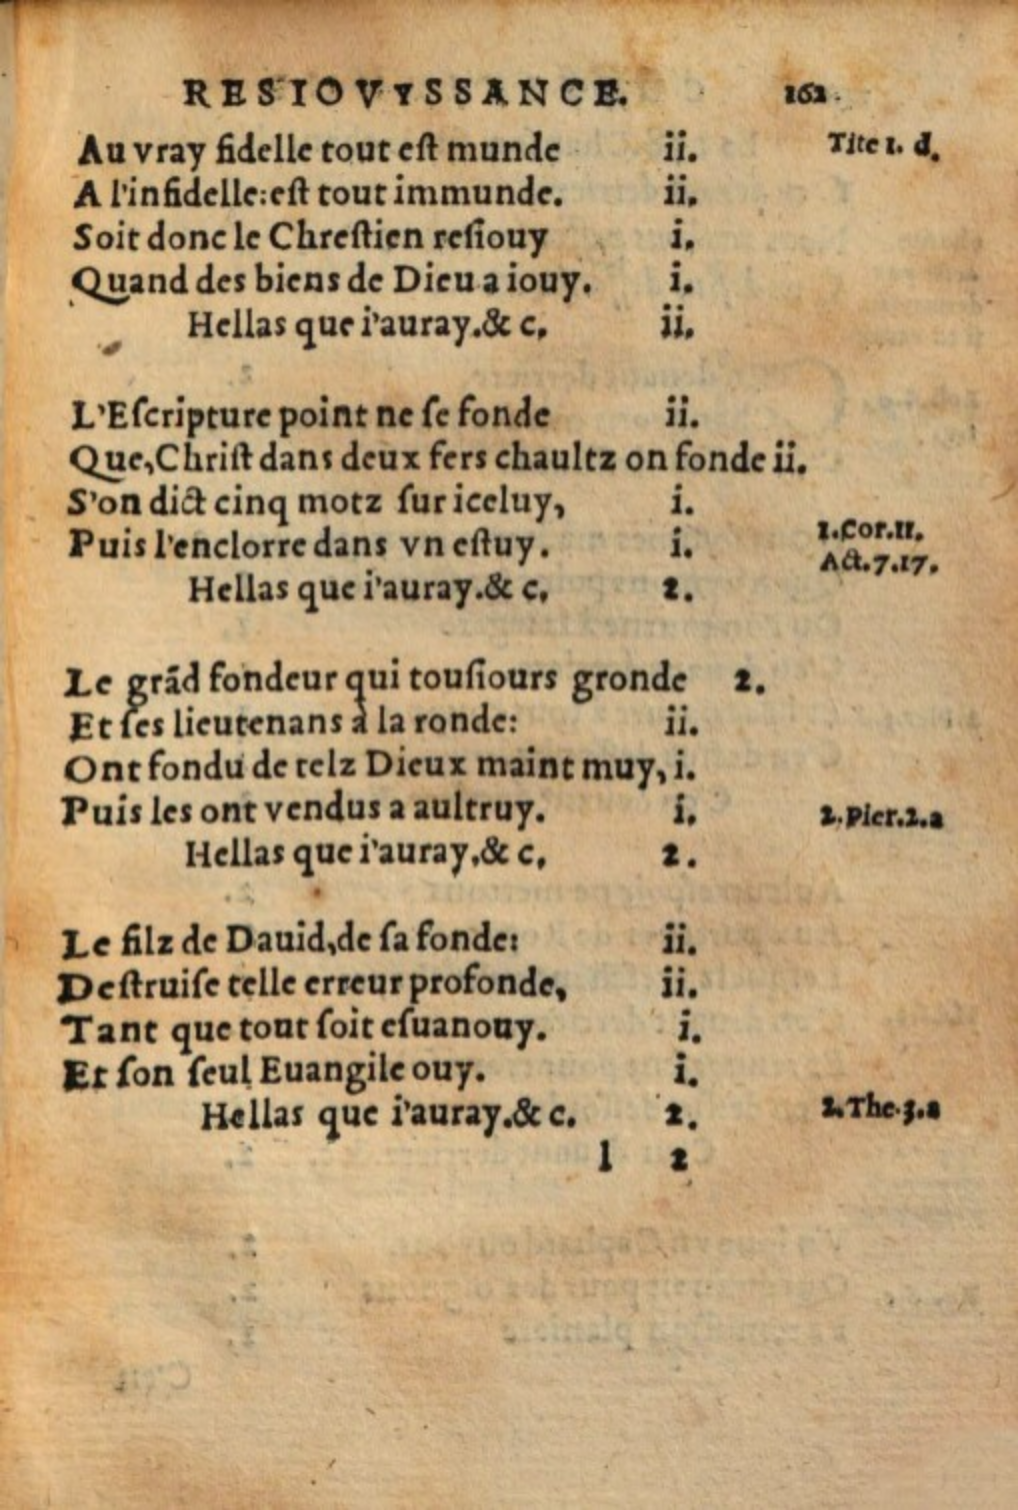 RESIOVYSSANCE. 162.
Au vray fidelle tout eſt munde ii. Tite 1. d.
A l'infidelle: eſt tout immunde. ii.
Soit donc le Chreſtien reſiouy i.
Quand des biens de Dieu a iouy. i.
Hellas que i'auray.& c. ii.
L'Eſcripture point ne ſe fonde ii.
Que, Chriſt dans deux fers chaultz on fonde ii.
S'on dict cinq motz ſur iceluy, i.
Puis l'enclorre dans vn eſtuy. i. 1.Cor.11.
Act.7.17.
Hellas que i'auray.& c. 2.
Le grãd fondeur qui touſiours gronde 2.
Et ſes lieutenans a la ronde: ii.
Ont fondu de telz Dieux maint muy, i.
Puis les ont vendus a aultruy. i. 2.Pier.2.a
Hellas que i'auray,& c. 2.
Le filz de Dauid, de ſa fonde: ii.
Deſtruiſe telle erreur profonde, ii.
Tant que tout ſoit eſuanouy. i.
Et ſon ſeul Euangile ouy. i.
Hellas que i'auray.& c. 2. 2.The.3.a
l 2